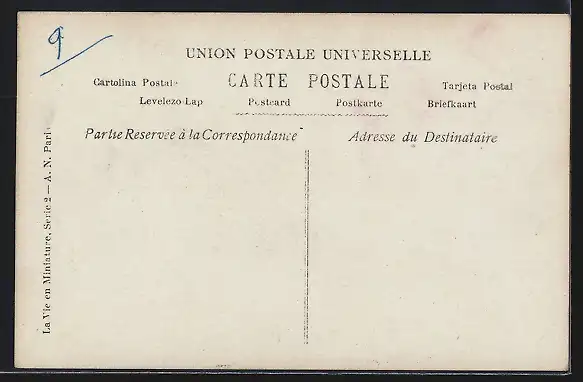 9
UNION POSTALE UNIVERSELLE
Cartolina Postale CARTE POSTALE Tarjeta Postal
Levelezo Lap Postcard Postkarte Briefkaart
Partie Reservée à la Correspondance
Adresse du Destinataire
La Vie en Miniature, Serie 2 — A. N. Paris